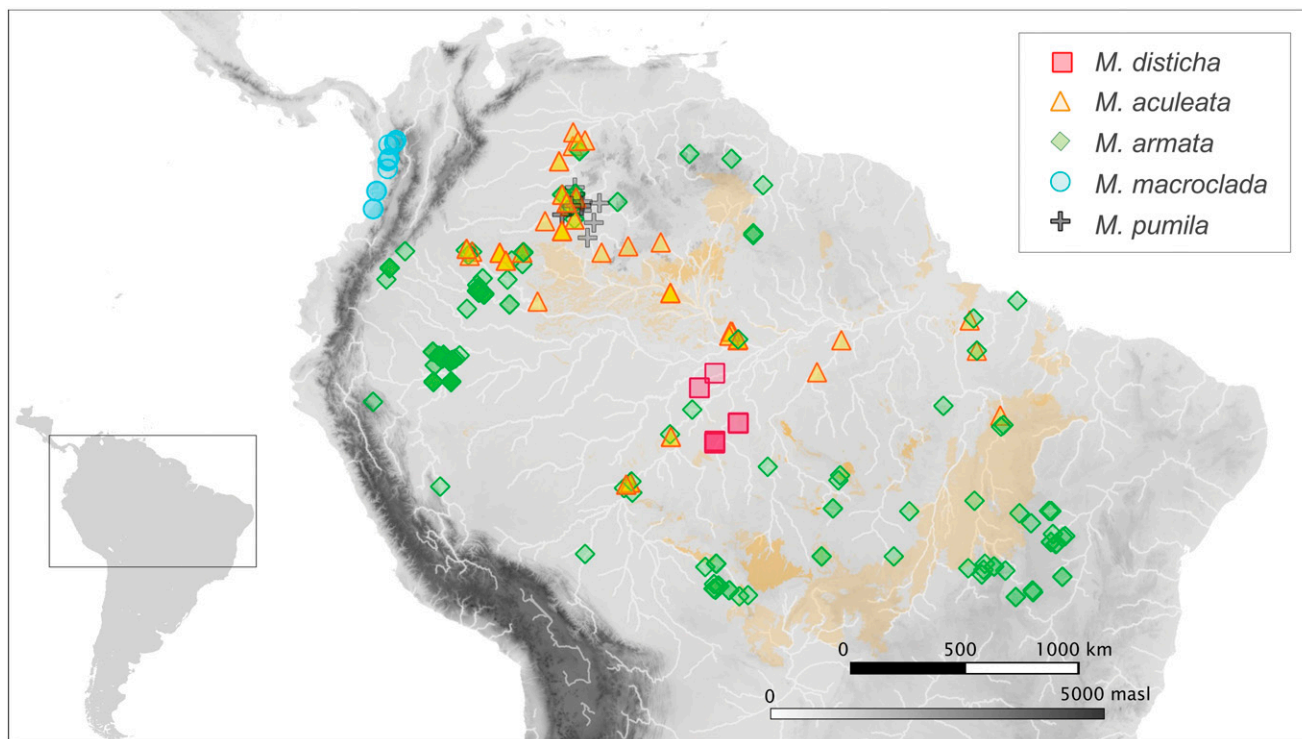 M. disticha
M. aculeata
M. armata
M. macroclada
M. pumila
0 500 1000 km
0 5000 masl